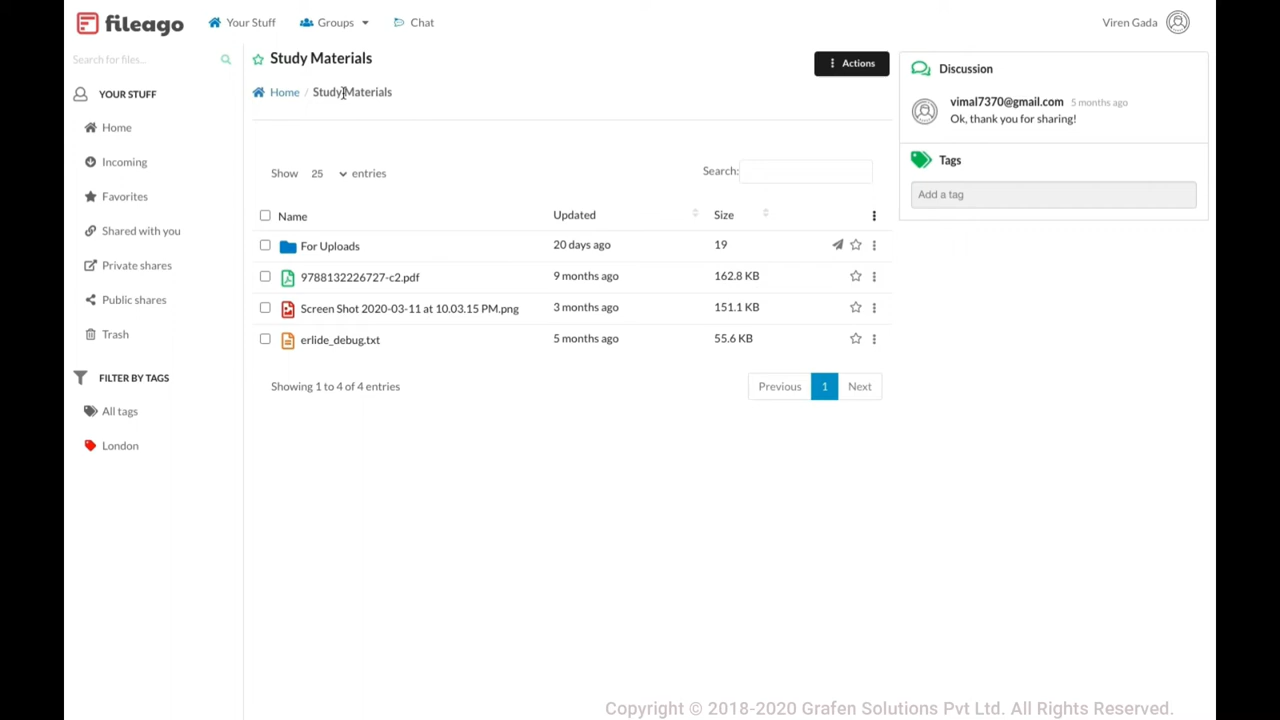 fileago Your Stuff Groups Chat Viren Gada
Search for files...
YOUR STUFF
Home
Incoming
Favorites
Shared with you
Private shares
Public shares
Trash
FILTER BY TAGS
All tags
London
Study Materials
Actions
Home / Study Materials
Show 25 entries
Search:
Name Updated Size
For Uploads 20 days ago 19
9788132226727-c2.pdf 9 months ago 162.8 KB
Screen Shot 2020-03-11 at 10.03.15 PM.png 3 months ago 151.1 KB
erlide_debug.txt 5 months ago 55.6 KB
Showing 1 to 4 of 4 entries
Previous 1 Next
Discussion
vimal7370@gmail.com 5 months ago
Ok, thank you for sharing!
Tags
Add a tag
Copyright © 2018-2020 Grafen Solutions Pvt Ltd. All Rights Reserved.